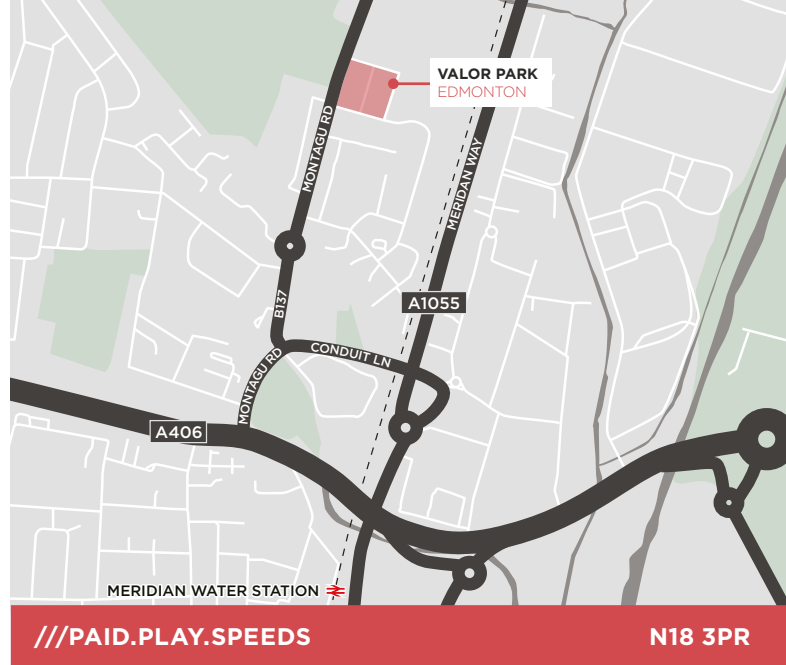 VALOR PARK
EDMONTON
MONTAGU RD
MERIDAN WAY
B137
A1055
CONDUIT LN
MONTAGU RD
A406
MERIDIAN WATER STATION
///PAID.PLAY.SPEEDS
N18 3PR